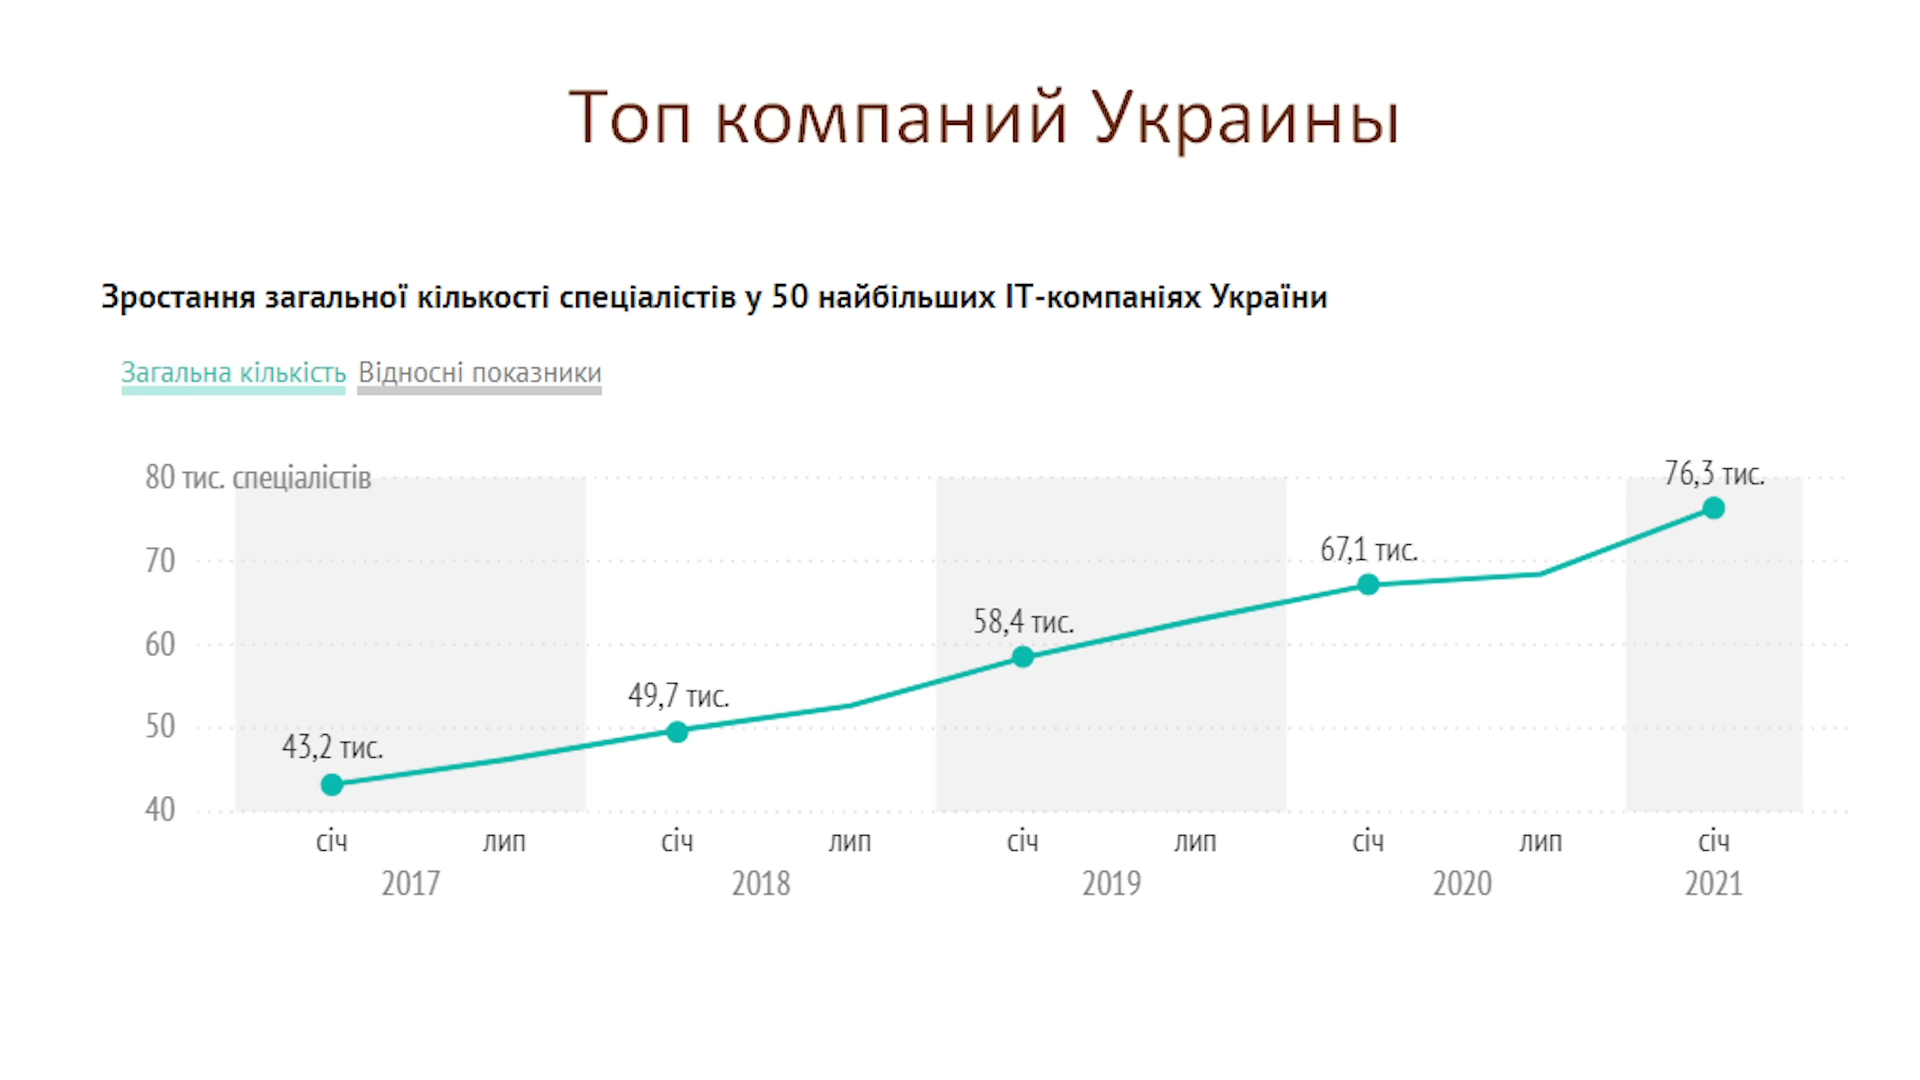 Топ компаний Украины
Зростання загальної кількості спеціалістів у 50 найбільших ІТ-компаніях України
Загальна кількість Відносні показники
80 тис. спеціалістів
76,3 тис.
70
67,1 тис.
58,4 тис.
60
49,7 тис.
50
43,2 тис.
40
січ лип січ лип січ лип січ лип січ
2017 2018 2019 2020 2021